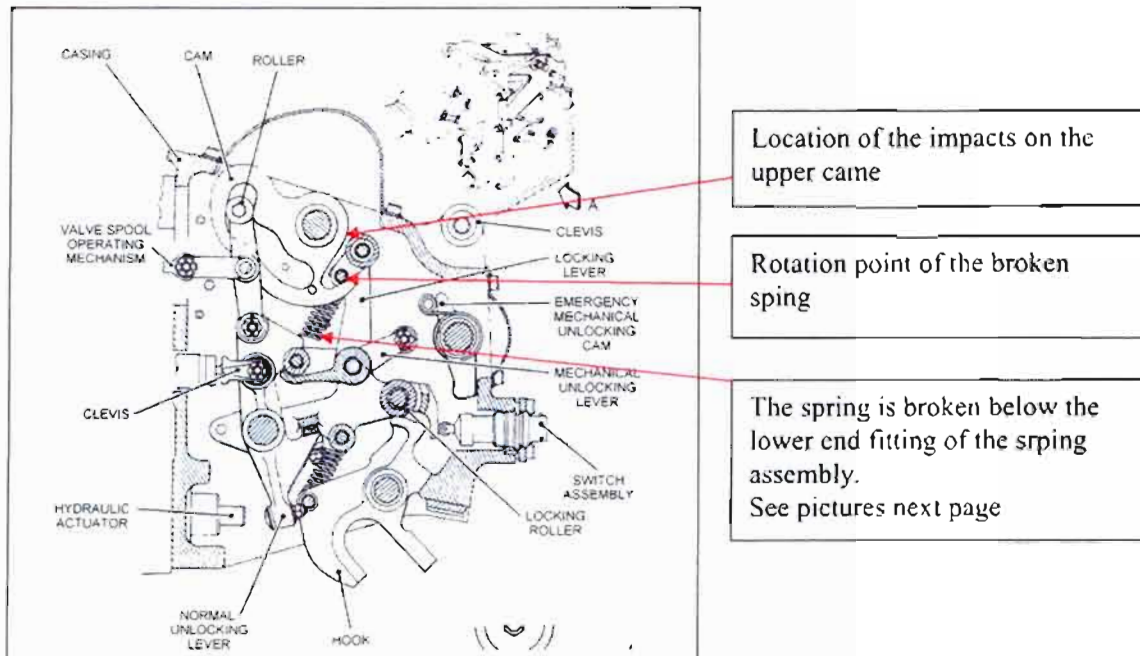 CASING
CAM
ROLLER
VALVE SPOOL
OPERATING
MECHANISM
CLEVIS
HYDRAULIC
ACTUATOR
NORMAL
UNLOCKING
LEVER
HOOK
A
CLEVIS
LOCKING
LEVER
EMERGENCY
MECHANICAL
UNLOCKING
CAM
MECHANICAL
UNLOCKING
LEVER
SWITCH
ASSEMBLY
LOCKING
ROLLER
Location of the impacts on the
upper came
Rotation point of the broken
sping
The spring is broken below the
lower end fitting of the srping
assembly.
See pictures next page